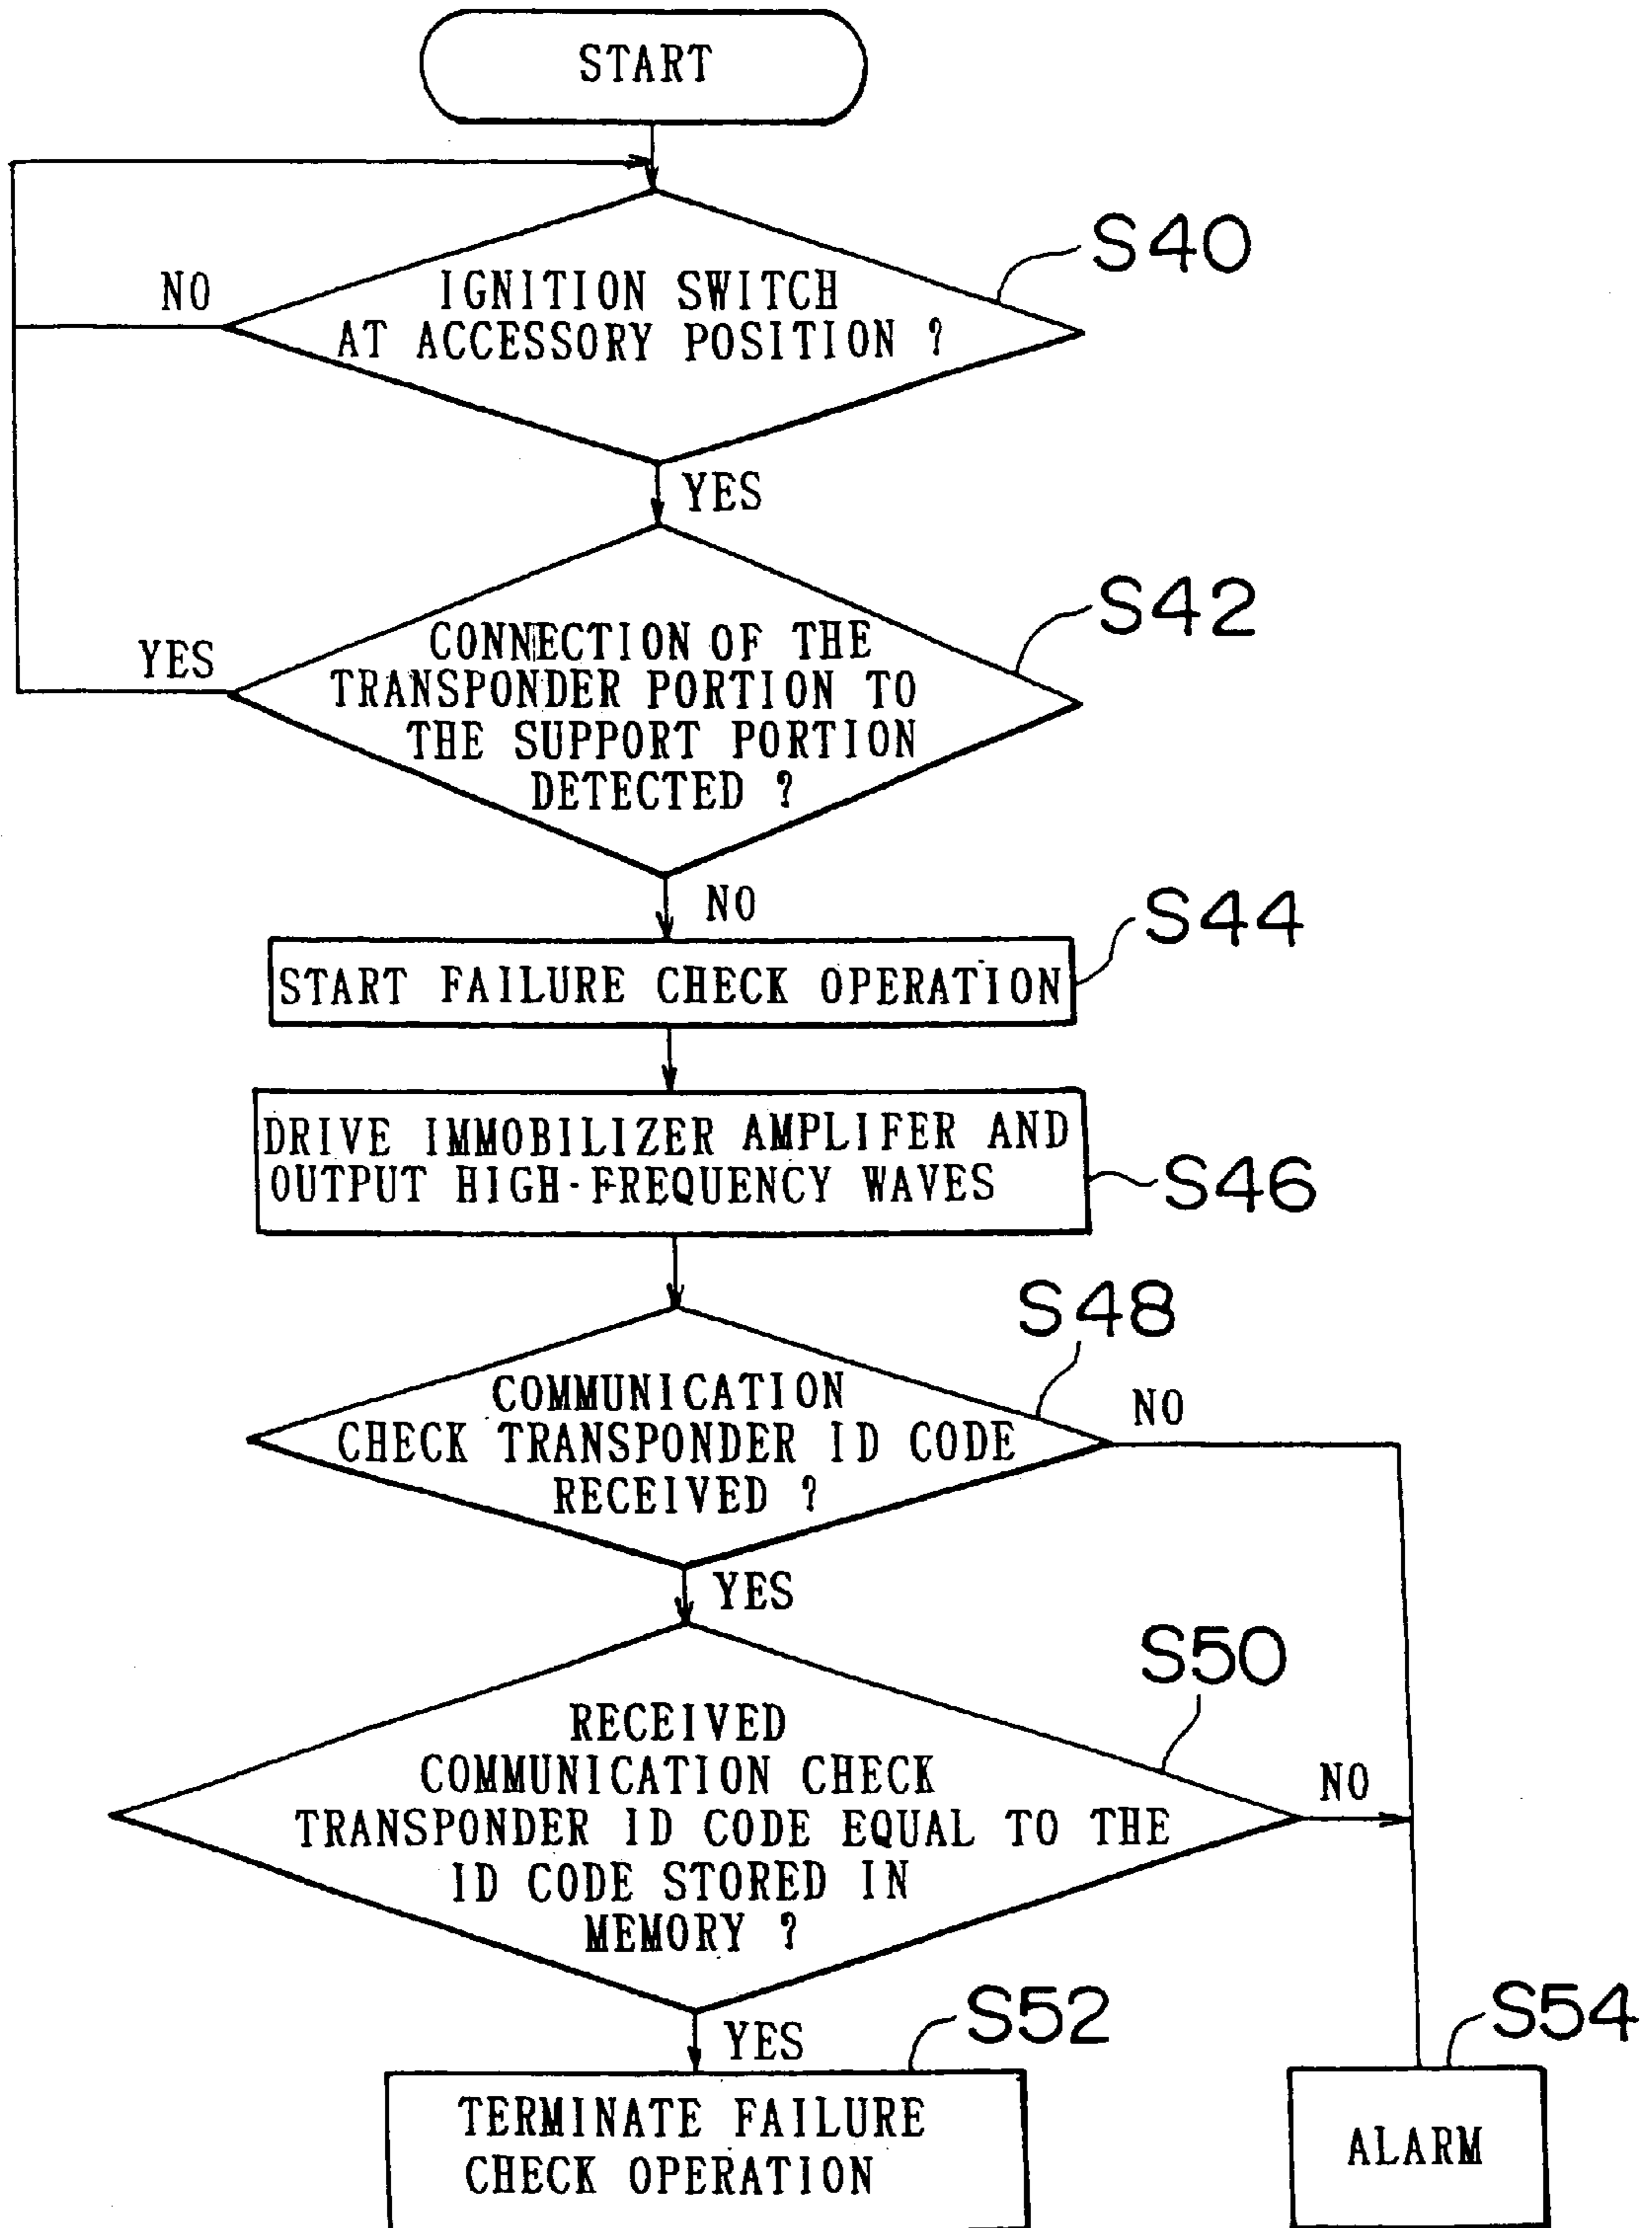 START
S40
NO
IGNITION SWITCH
AT ACCESSORY POSITION ?
YES
S42
YES
CONNECTION OF THE
TRANSPONDER PORTION TO
THE SUPPORT PORTION
DETECTED ?
NO
S44
START FAILURE CHECK OPERATION
DRIVE IMMOBILIZER AMPLIFER AND
OUTPUT HIGH-FREQUENCY WAVES
S46
S48
COMMUNICATION
CHECK TRANSPONDER ID CODE
RECEIVED ?
NO
YES
S50
RECEIVED
COMMUNICATION CHECK
TRANSPONDER ID CODE EQUAL TO THE
ID CODE STORED IN
MEMORY ?
NO
YES
S52
S54
TERMINATE FAILURE
CHECK OPERATION
ALARM